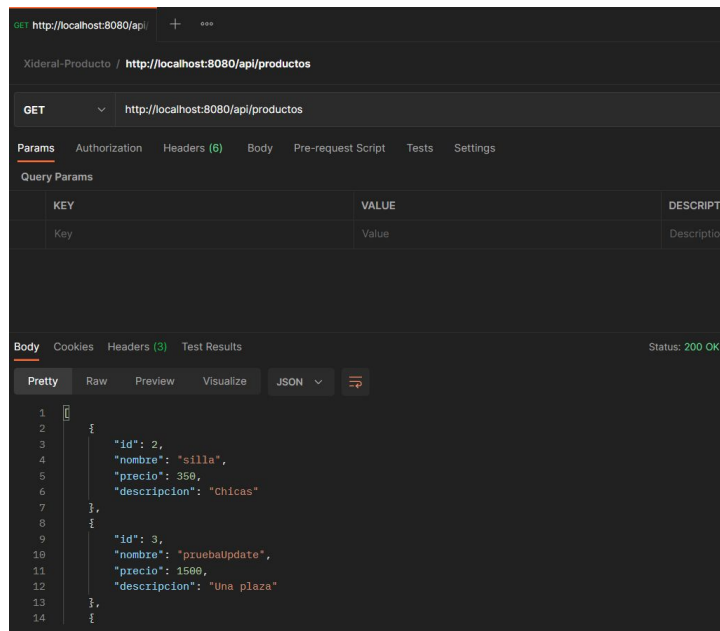 GET http://localhost:8080/api/ + ooo
Xideral-Producto / http://localhost:8080/api/productos
GET http://localhost:8080/api/productos
Params Authorization Headers (6) Body Pre-request Script Tests Settings
Query Params
KEY VALUE DESCRIPT
Key Value Descriptio
Body Cookies Headers (3) Test Results Status: 200 OK
Pretty Raw Preview Visualize JSON
1 [
2 {
3 "id": 2,
4 "nombre": "silla",
5 "precio": 350,
6 "descripcion": "Chicas"
7 },
8 {
9 "id": 3,
10 "nombre": "pruebaUpdate",
11 "precio": 1500,
12 "descripcion": "Una plaza"
13 },
14 {